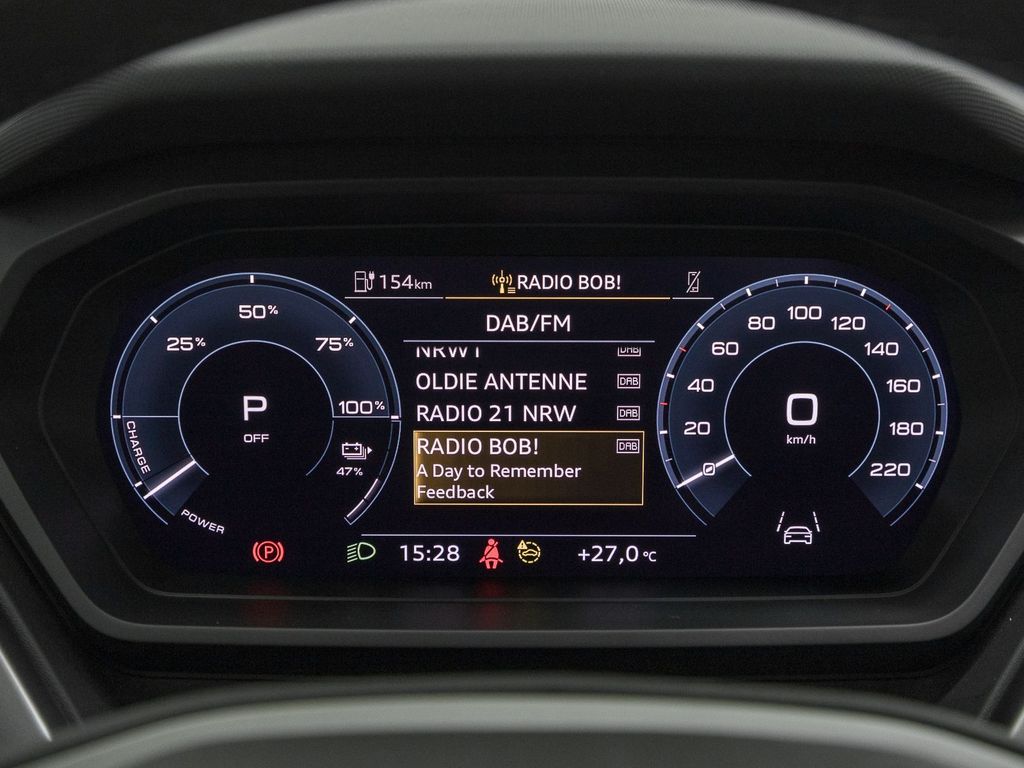 154km
RADIO BOB!
DAB/FM
NRW1
DAB
OLDIE ANTENNE
DAB
RADIO 21 NRW
DAB
RADIO BOB!
DAB
A Day to Remember
Feedback
25%
50%
75%
100%
P
OFF
CHARGE
POWER
47%
20
40
60
80
100
120
140
160
180
220
0
km/h
P
15:28
+27,0 °C